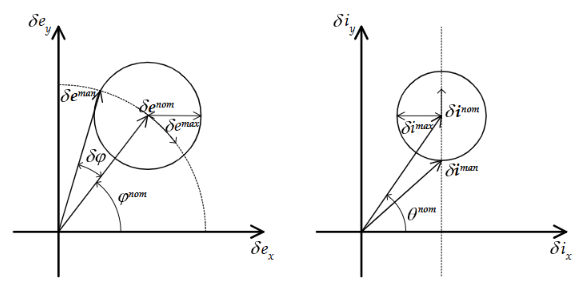 δe_y
δe^man
δe^nom
δe^max
δφ
φ^nom
δe_x
δi_y
δi^nom
δi^max
δi^man
θ^nom
δi_x